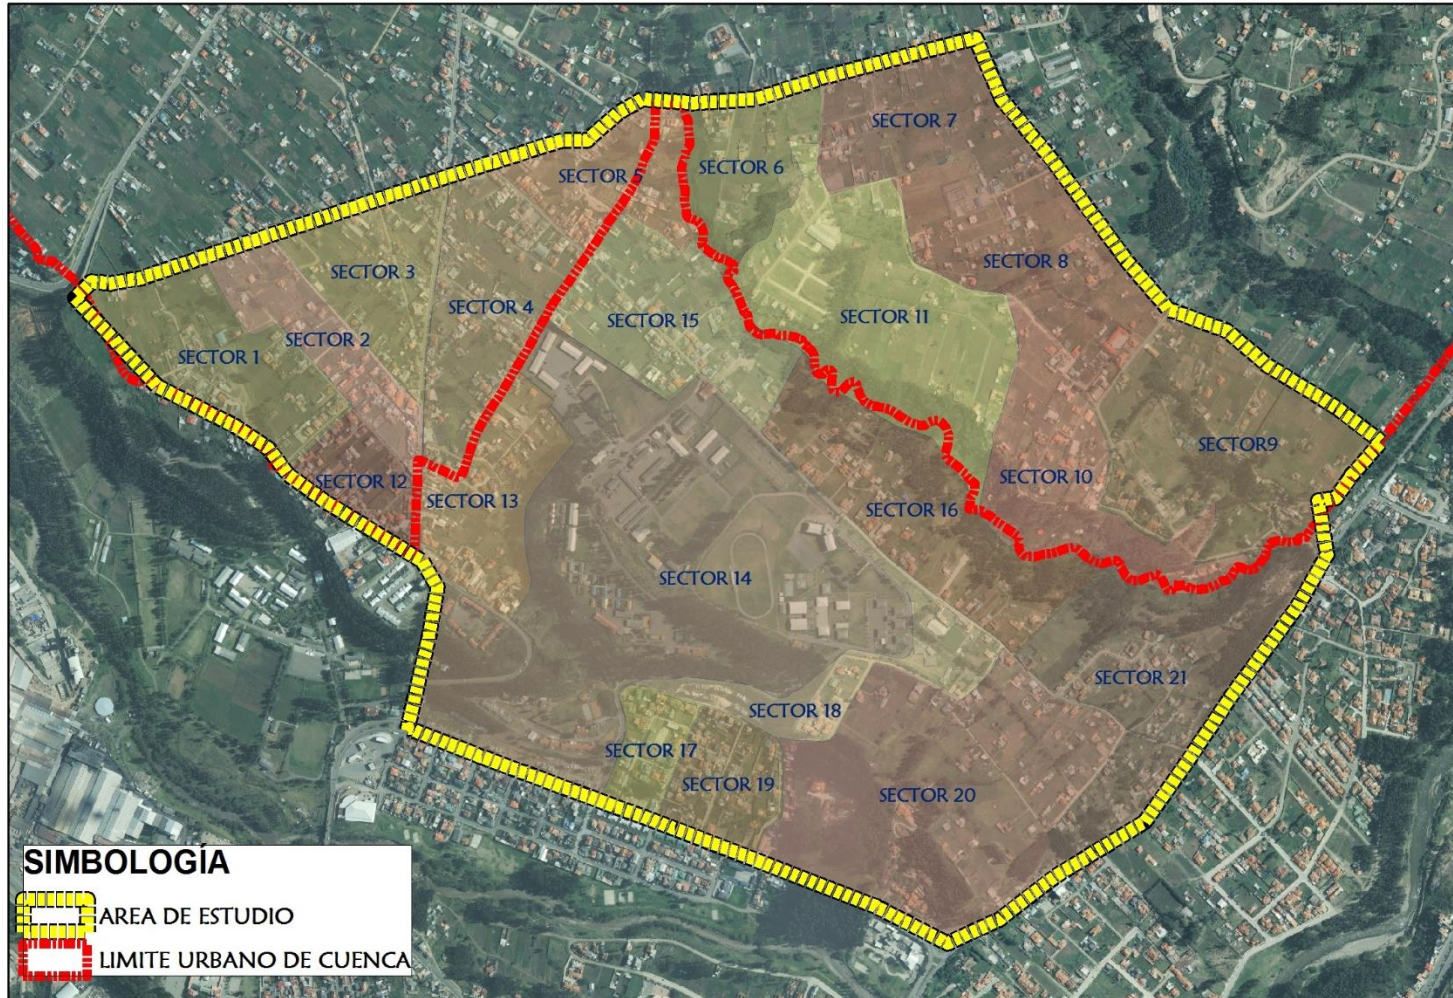 SECTOR 7
SECTOR 6
SECTOR 5
SECTOR 8
SECTOR 3
SECTOR 4
SECTOR 15
SECTOR 11
SECTOR 2
SECTOR 1
SECTOR9
SECTOR 12
SECTOR 13
SECTOR 10
SECTOR 16
SECTOR 14
SECTOR 21
SECTOR 18
SECTOR 17
SECTOR 19
SECTOR 20
SIMBOLOGÍA
AREA DE ESTUDIO
LIMITE URBANO DE CUENCA